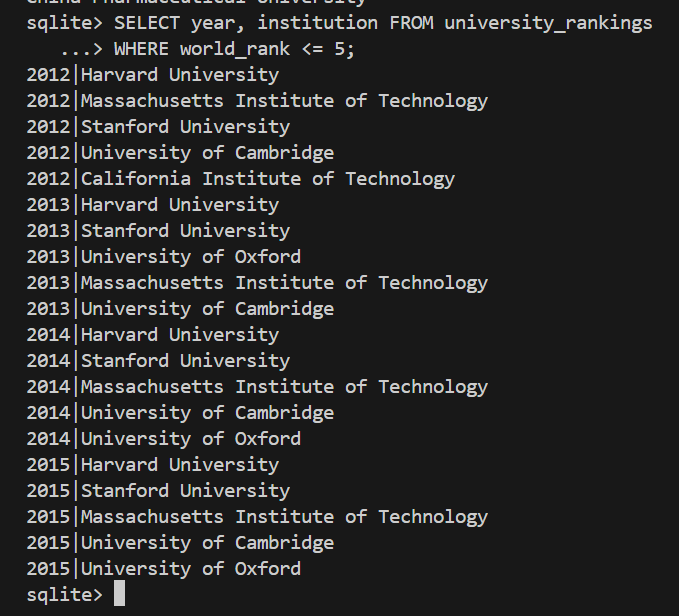 China Pharmaceutical University
sqlite> SELECT year, institution FROM university_rankings
   ...> WHERE world_rank <= 5;
2012|Harvard University
2012|Massachusetts Institute of Technology
2012|Stanford University
2012|University of Cambridge
2012|California Institute of Technology
2013|Harvard University
2013|Stanford University
2013|University of Oxford
2013|Massachusetts Institute of Technology
2013|University of Cambridge
2014|Harvard University
2014|Stanford University
2014|Massachusetts Institute of Technology
2014|University of Cambridge
2014|University of Oxford
2015|Harvard University
2015|Stanford University
2015|Massachusetts Institute of Technology
2015|University of Cambridge
2015|University of Oxford
sqlite>